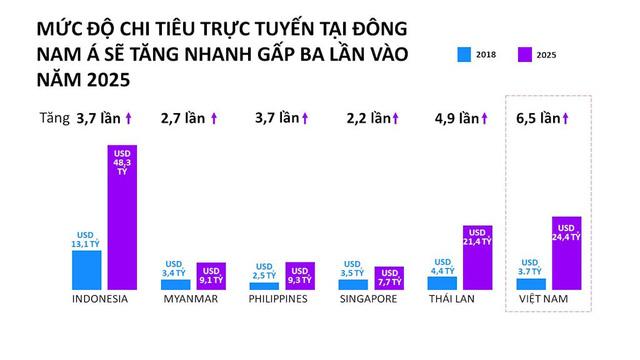 MỨC ĐỘ CHI TIÊU TRỰC TUYẾN TẠI ĐÔNG
NAM Á SẼ TĂNG NHANH GẤP BA LẦN VÀO
NĂM 2025
2018
2025
Tăng 3,7 lần 2,7 lần 3,7 lần 2,2 lần 4,9 lần 6,5 lần
USD
13,1 TỶ
USD
48,3
TỶ
USD
3,4 TỶ
USD
9,1 TỶ
USD
2,5 TỶ
USD
9,3 TỶ
USD
3,5 TỶ
USD
7,7 TỶ
USD
4,4 TỶ
USD
21,4 TỶ
USD
3.7 TỶ
USD
24,4 TỶ
INDONESIA MYANMAR PHILIPPINES SINGAPORE THÁI LAN VIỆT NAM